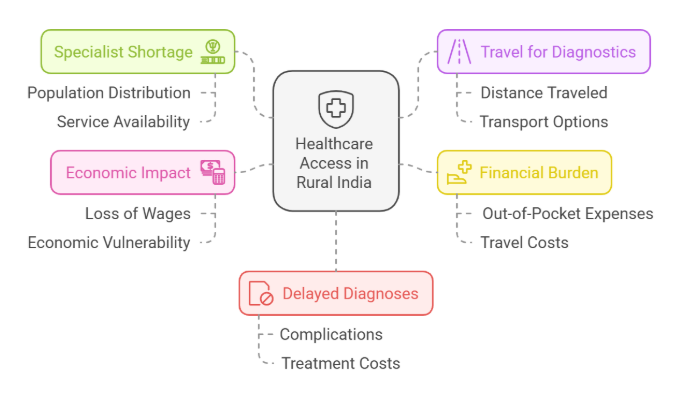 Specialist Shortage
Population Distribution
Service Availability
Economic Impact
Loss of Wages
Economic Vulnerability
Healthcare
Access in
Rural India
Travel for Diagnostics
Distance Traveled
Transport Options
Financial Burden
Out-of-Pocket Expenses
Travel Costs
Delayed Diagnoses
Complications
Treatment Costs